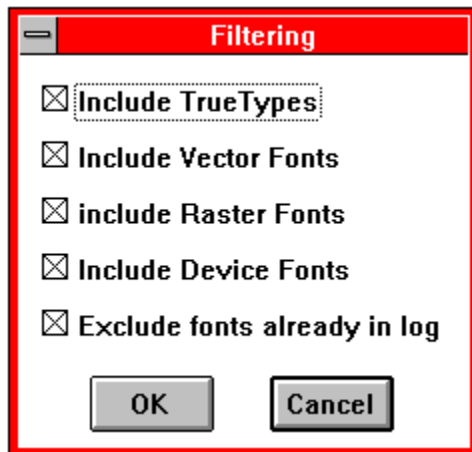 Filtering
Include TrueTypes
Include Vector Fonts
include Raster Fonts
Include Device Fonts
Exclude fonts already in log
OK Cancel